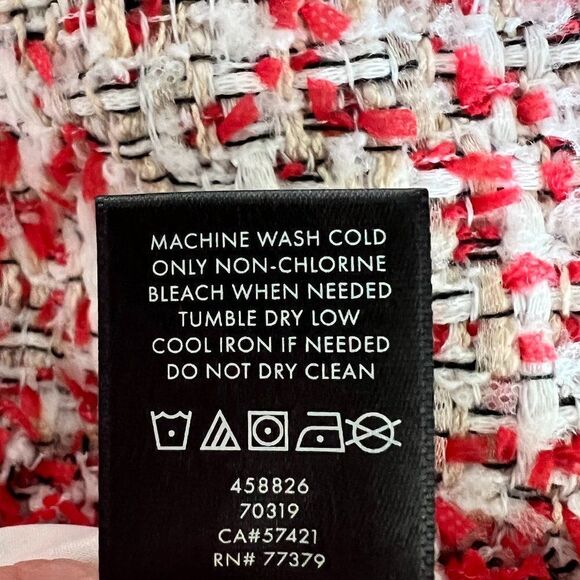 MACHINE WASH COLD
ONLY NON-CHLORINE
BLEACH WHEN NEEDED
TUMBLE DRY LOW
COOL IRON IF NEEDED
DO NOT DRY CLEAN
458826
70319
CA#57421
RN# 77379